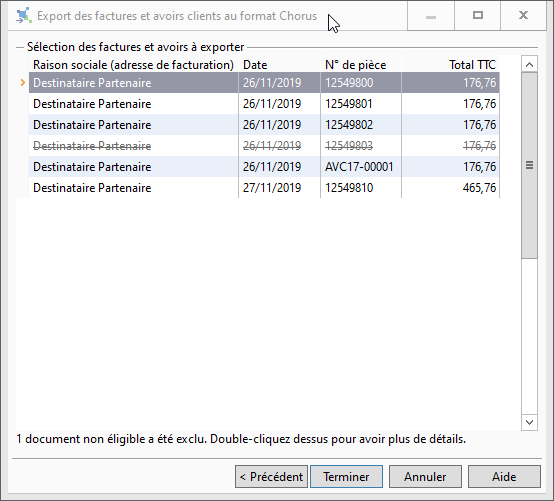 Export des factures et avoirs clients au format Chorus
Sélection des factures et avoirs à exporter
Raison sociale (adresse de facturation) Date N° de pièce Total TTC
Destinataire Partenaire 26/11/2019 12549800 176,76
Destinataire Partenaire 26/11/2019 12549801 176,76
Destinataire Partenaire 26/11/2019 12549802 176,76
Destinataire Partenaire 26/11/2019 12549803 176,76
Destinataire Partenaire 26/11/2019 AVC17-00001 176,76
Destinataire Partenaire 27/11/2019 12549810 465,76
1 document non éligible a été exclu. Double-cliquez dessus pour avoir plus de détails.
< Précédent Terminer Annuler Aide